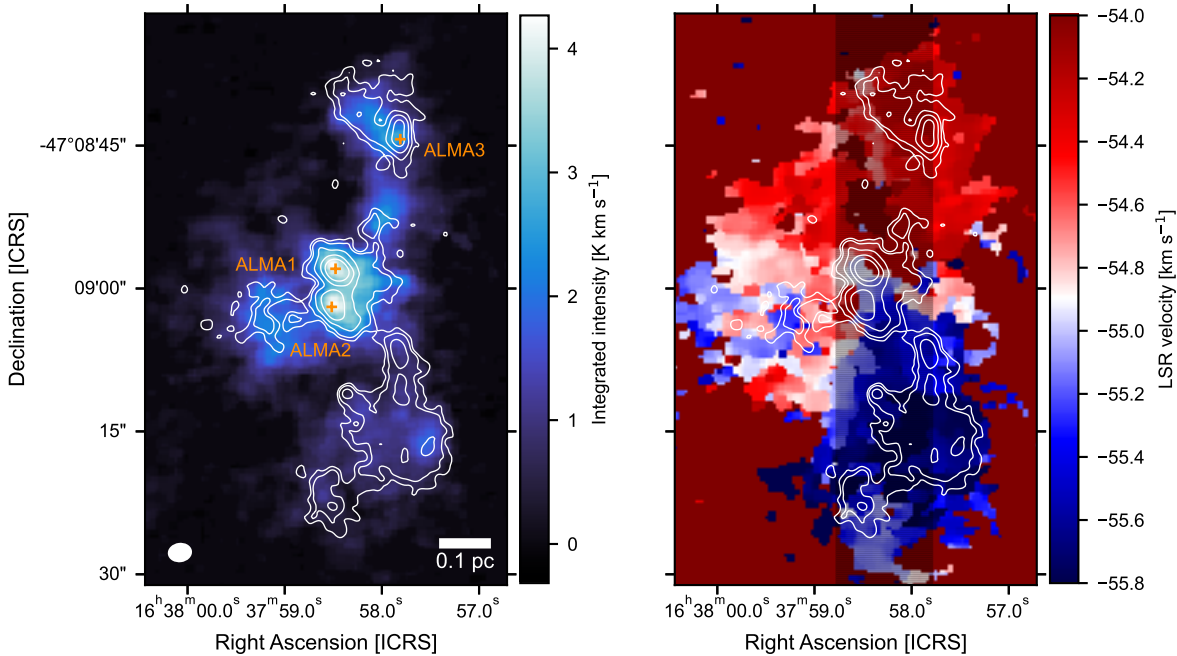 Declination [ICRS]
-47°08'45"
09'00"
15"
30"
ALMA3
ALMA1
ALMA2
0.1 pc
16ʰ38ᵐ00.0ˢ
37ᵐ59.0ˢ
58.0ˢ
57.0ˢ
Right Ascension [ICRS]
4
3
2
1
0
Integrated intensity [K km s⁻¹]
16ʰ38ᵐ00.0ˢ
37ᵐ59.0ˢ
58.0ˢ
57.0ˢ
Right Ascension [ICRS]
−54.0
−54.2
−54.4
−54.6
−54.8
−55.0
−55.2
−55.4
−55.6
−55.8
LSR velocity [km s⁻¹]